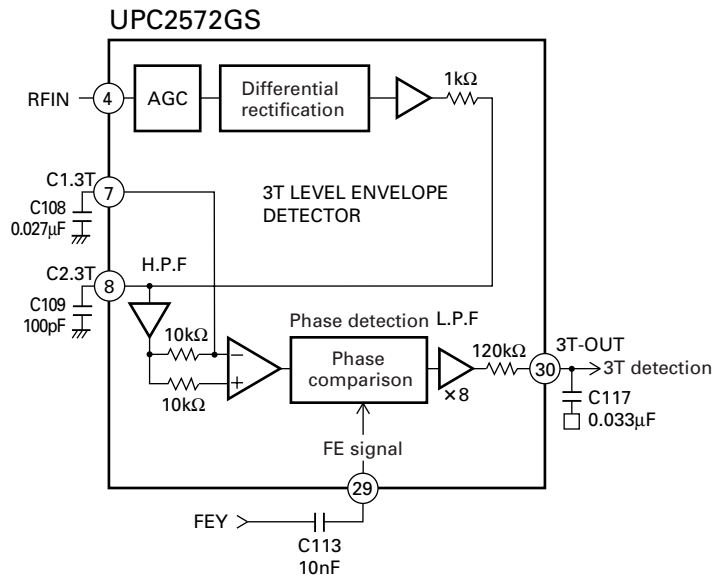 UPC2572GS
RFIN
4
AGC
Differential
rectification
1kΩ
C1.3T
7
C108
0.027μF
3T LEVEL ENVELOPE
DETECTOR
C2.3T
8
H.P.F
C109
100pF
10kΩ
10kΩ
−
+
Phase detection
L.P.F
Phase
comparison
×8
120kΩ
30
3T-OUT
3T detection
C117
0.033μF
FE signal
29
FEY
C113
10nF